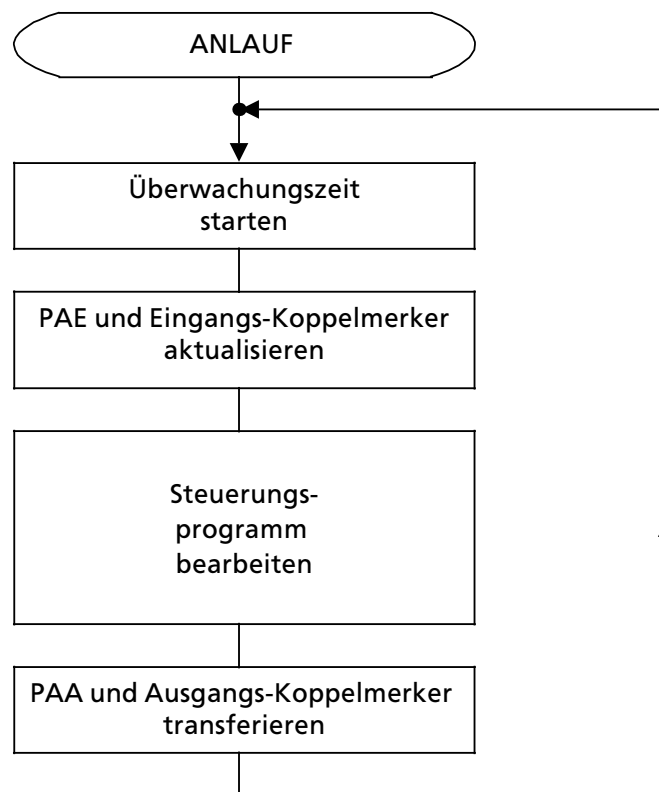 ANLAUF
Überwachungszeit
starten
PAE und Eingangs-Koppelmerker
aktualisieren
Steuerungs-
programm
bearbeiten
PAA und Ausgangs-Koppelmerker
transferieren